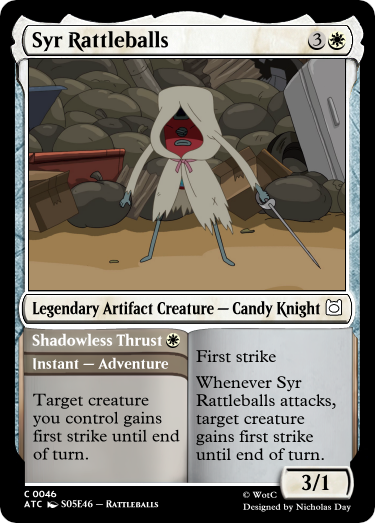 Syr Rattleballs 3
Legendary Artifact Creature — Candy Knight
Shadowless Thrust
Instant — Adventure
Target creature
you control gains
first strike until end
of turn.
First strike
Whenever Syr
Rattleballs attacks,
target creature
gains first strike
until end of turn.
3/1
C 0046
ATC S05E46 — Rattleballs
© WotC
Designed by Nicholas Day